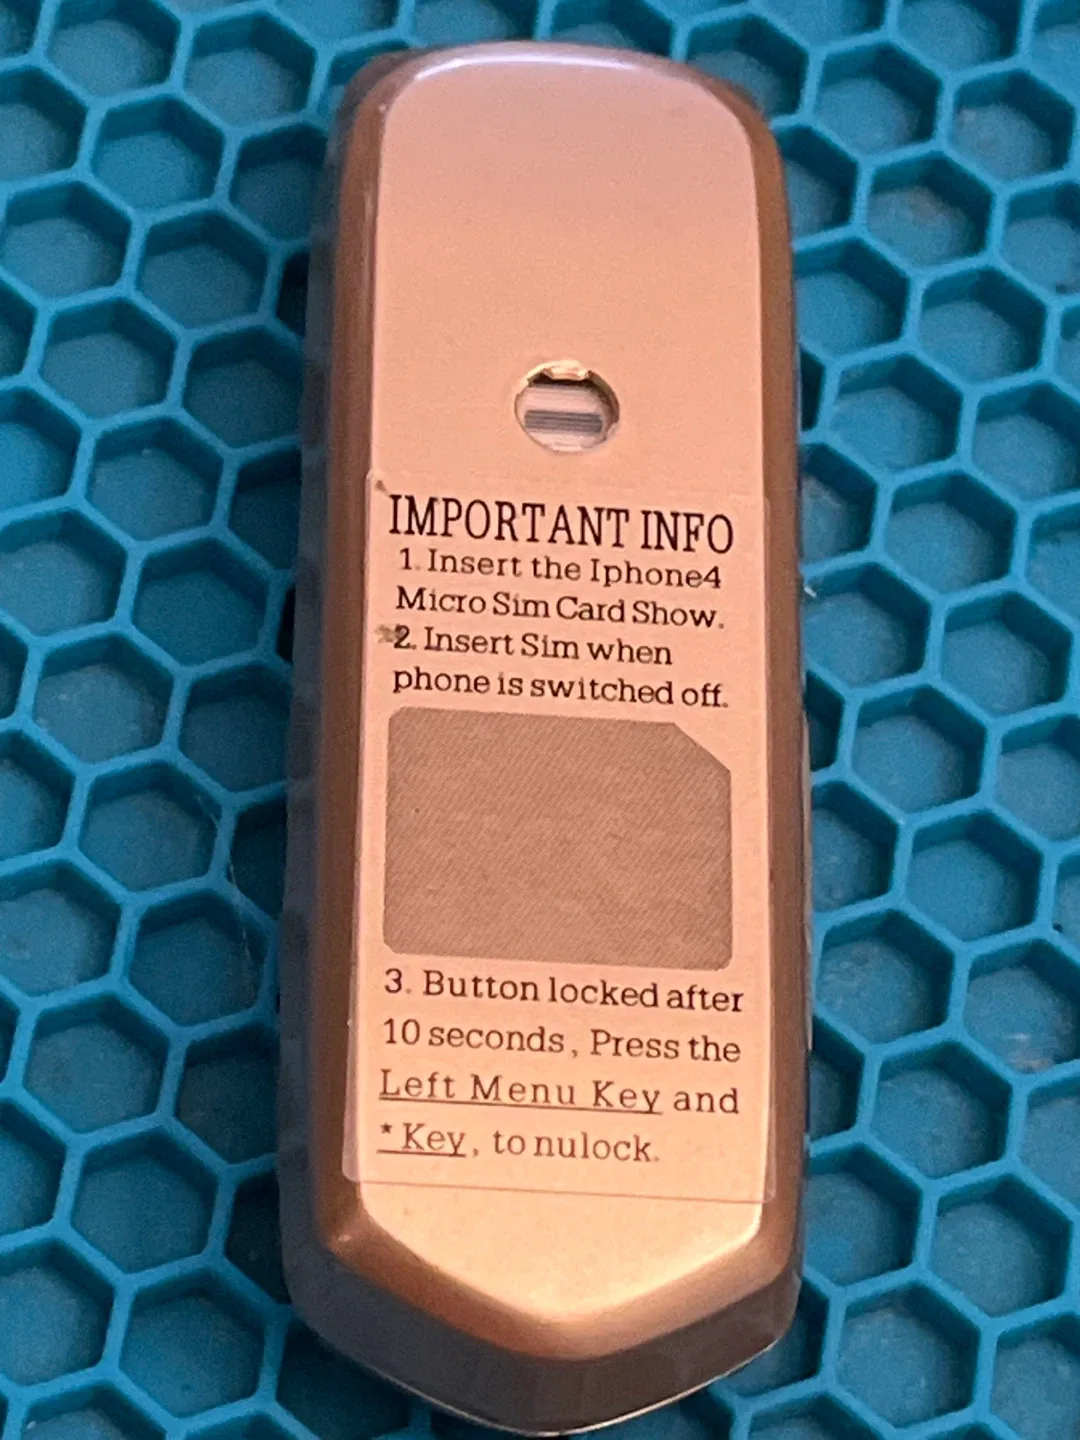 IMPORTANT INFO
1. Insert the Iphone4
Micro Sim Card Show.
2. Insert Sim when
phone is switched off.
3. Button locked after
10 seconds, Press the
Left Menu Key and
* Key, to nulock.